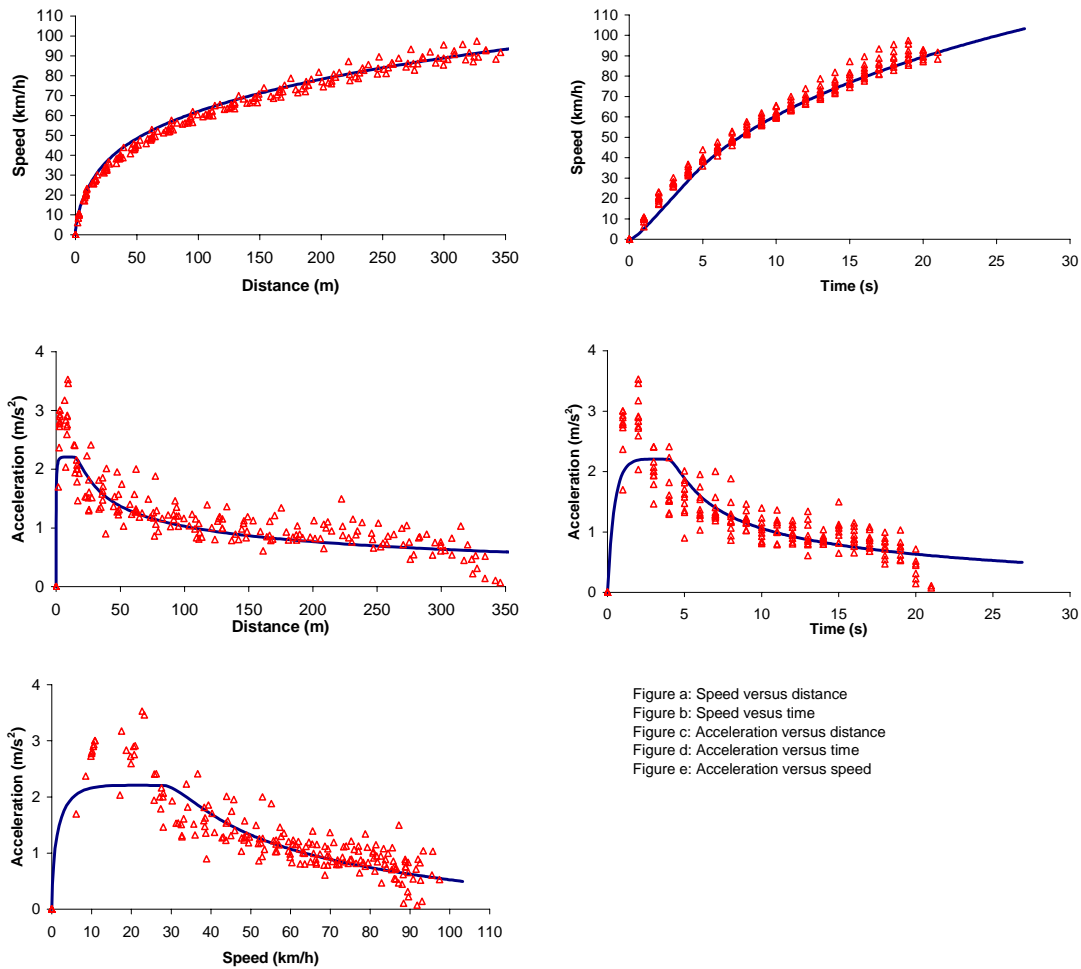 110
100
90
80
70
60
50
40
30
20
10
0
Speed (km/h)
0 50 100 150 200 250 300 350
Distance (m)
110
100
90
80
70
60
50
40
30
20
10
0
Speed (km/h)
0 5 10 15 20 25 30
Time (s)
4
3
2
1
0
Acceleration (m/s²)
0 50 100 150 200 250 300 350
Distance (m)
4
3
2
1
0
Acceleration (m/s²)
0 5 10 15 20 25 30
Time (s)
4
3
2
1
0
Acceleration (m/s²)
0 10 20 30 40 50 60 70 80 90 100 110
Speed (km/h)
Figure a: Speed versus distance
Figure b: Speed vesus time
Figure c: Acceleration versus distance
Figure d: Acceleration versus time
Figure e: Acceleration versus speed